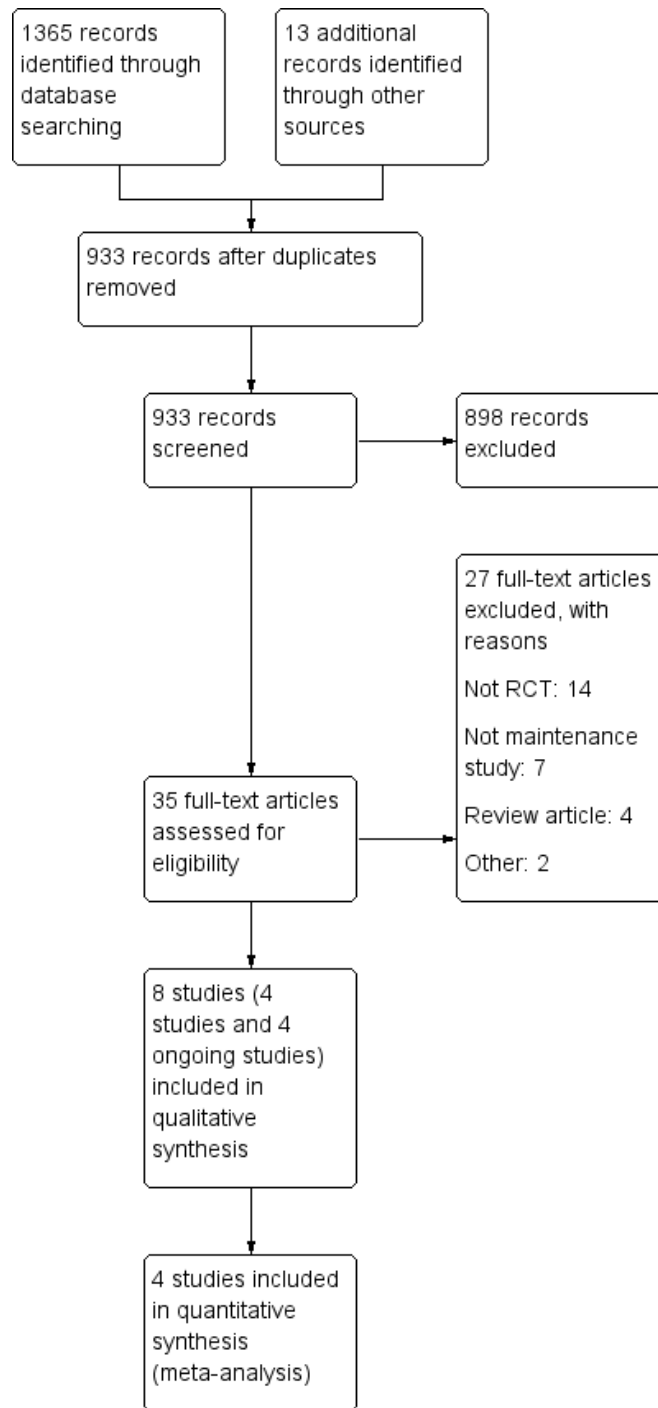 1365 records
identified through
database
searching
13 additional
records identified
through other
sources
933 records after duplicates
removed
933 records
screened
898 records
excluded
27 full-text articles
excluded, with
reasons
Not RCT: 14
Not maintenance
study: 7
Review article: 4
Other: 2
35 full-text articles
assessed for
eligibility
8 studies (4
studies and 4
ongoing studies)
included in
qualitative
synthesis
4 studies included
in quantitative
synthesis
(meta-analysis)